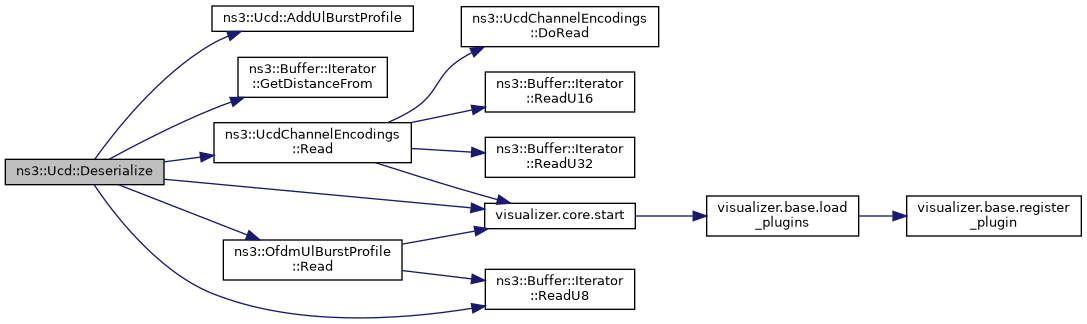 ns3::Ucd::Deserialize
ns3::Ucd::AddUlBurstProfile
ns3::Buffer::Iterator
::GetDistanceFrom
ns3::UcdChannelEncodings
::Read
ns3::OfdmUlBurstProfile
::Read
ns3::UcdChannelEncodings
::DoRead
ns3::Buffer::Iterator
::ReadU16
ns3::Buffer::Iterator
::ReadU32
visualizer.core.start
ns3::Buffer::Iterator
::ReadU8
visualizer.base.load
_plugins
visualizer.base.register
_plugin